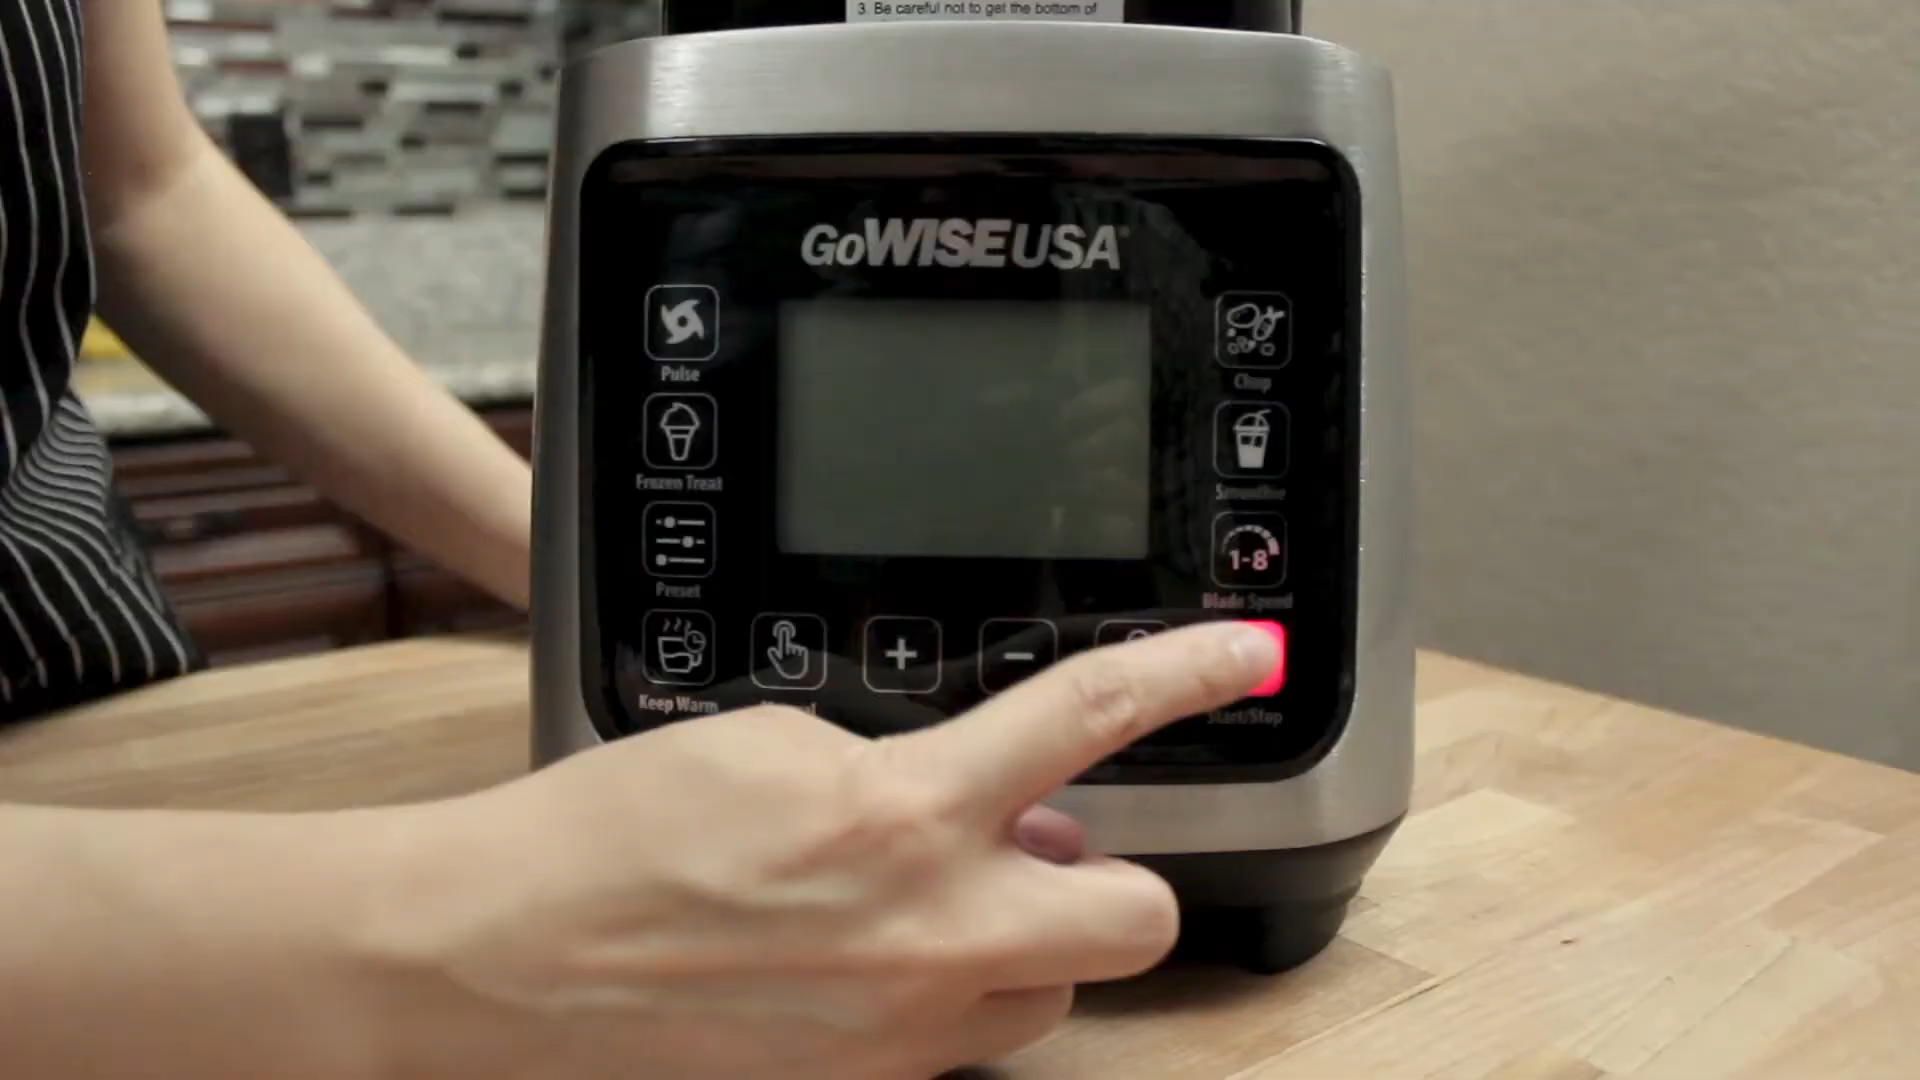 3. Be careful not to get the bottom of
GoWISEUSA
Pulse
Chop
Frozen Treat
Smoothie
1-8
Preset
Blade Speed
+
-
Keep Warm
Start/Stop